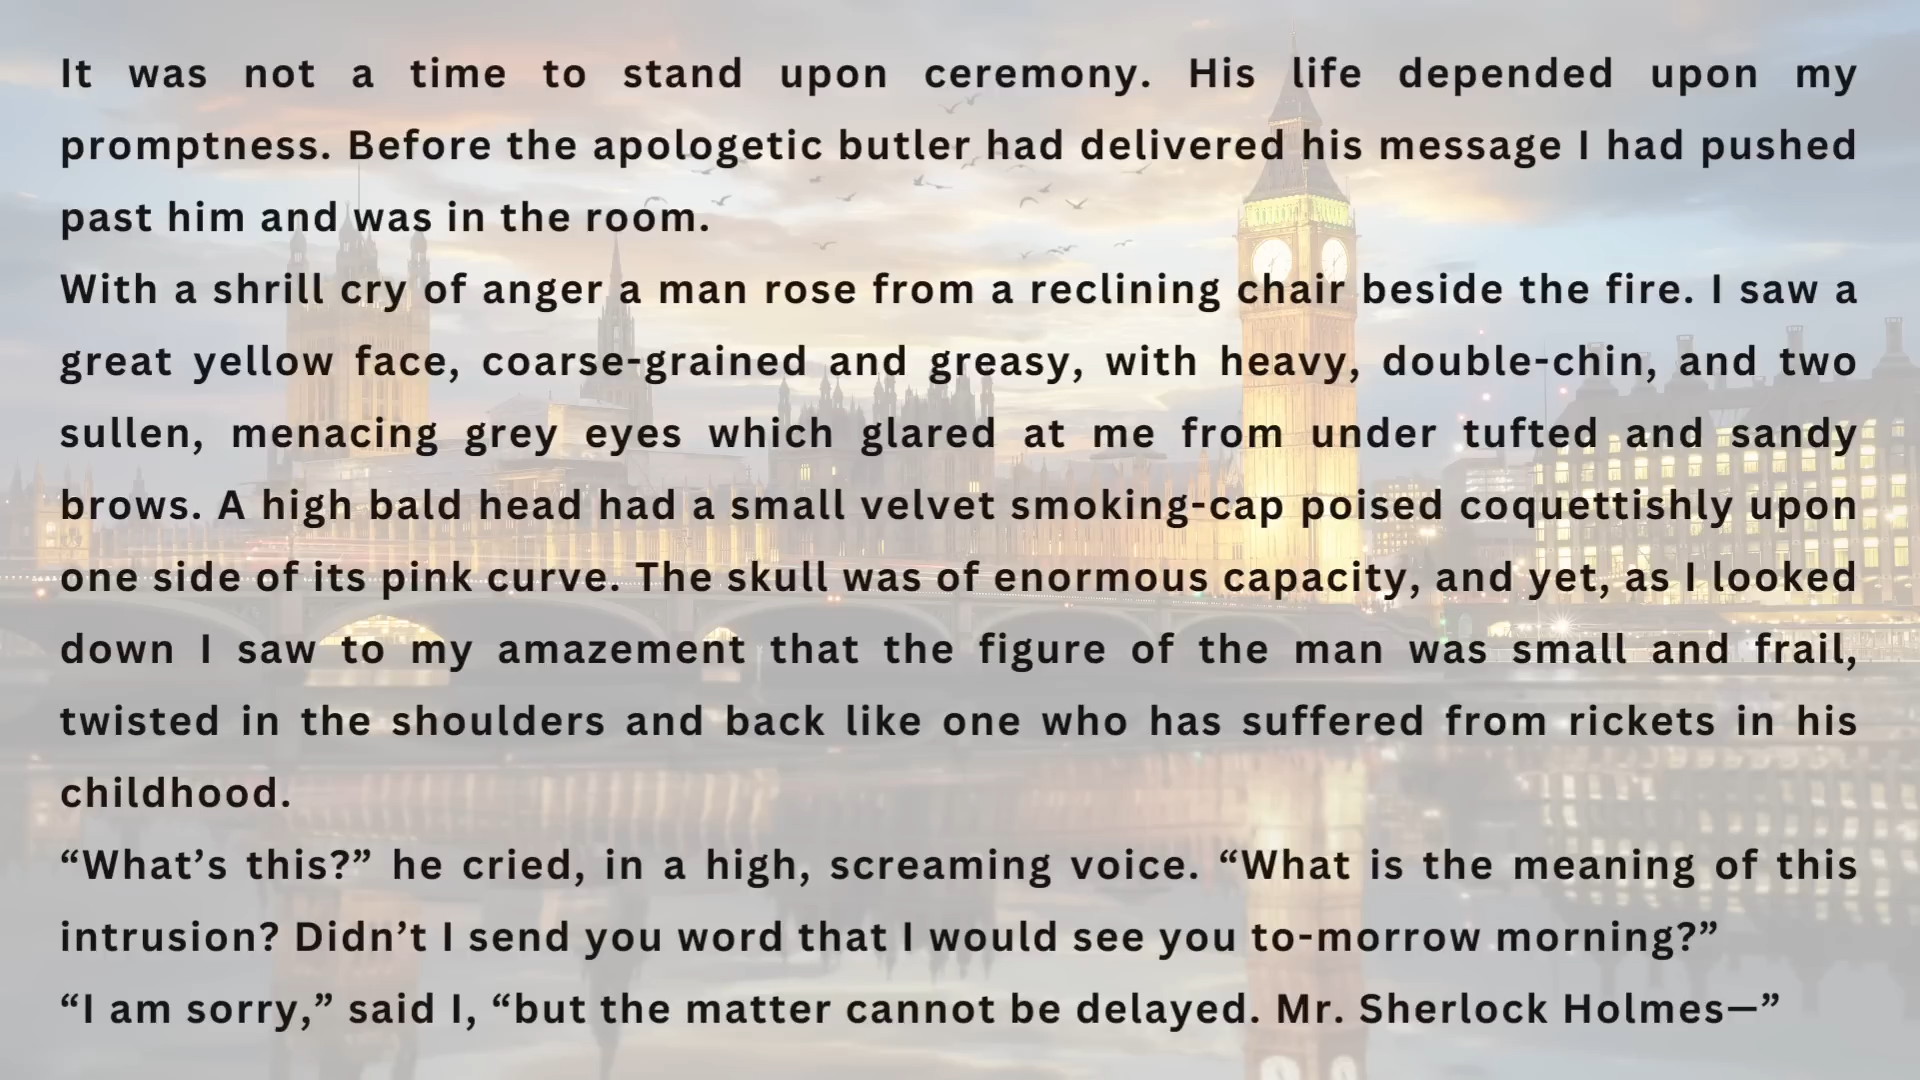 It was not a time to stand upon ceremony. His life depended upon my
promptness. Before the apologetic butler had delivered his message I had pushed
past him and was in the room.
With a shrill cry of anger a man rose from a reclining chair beside the fire. I saw a
great yellow face, coarse-grained and greasy, with heavy, double-chin, and two
sullen, menacing grey eyes which glared at me from under tufted and sandy
brows. A high bald head had a small velvet smoking-cap poised coquettishly upon
one side of its pink curve. The skull was of enormous capacity, and yet, as I looked
down I saw to my amazement that the figure of the man was small and frail,
twisted in the shoulders and back like one who has suffered from rickets in his
childhood.
“What’s this?” he cried, in a high, screaming voice. “What is the meaning of this
intrusion? Didn’t I send you word that I would see you to-morrow morning?”
“I am sorry,” said I, “but the matter cannot be delayed. Mr. Sherlock Holmes—”